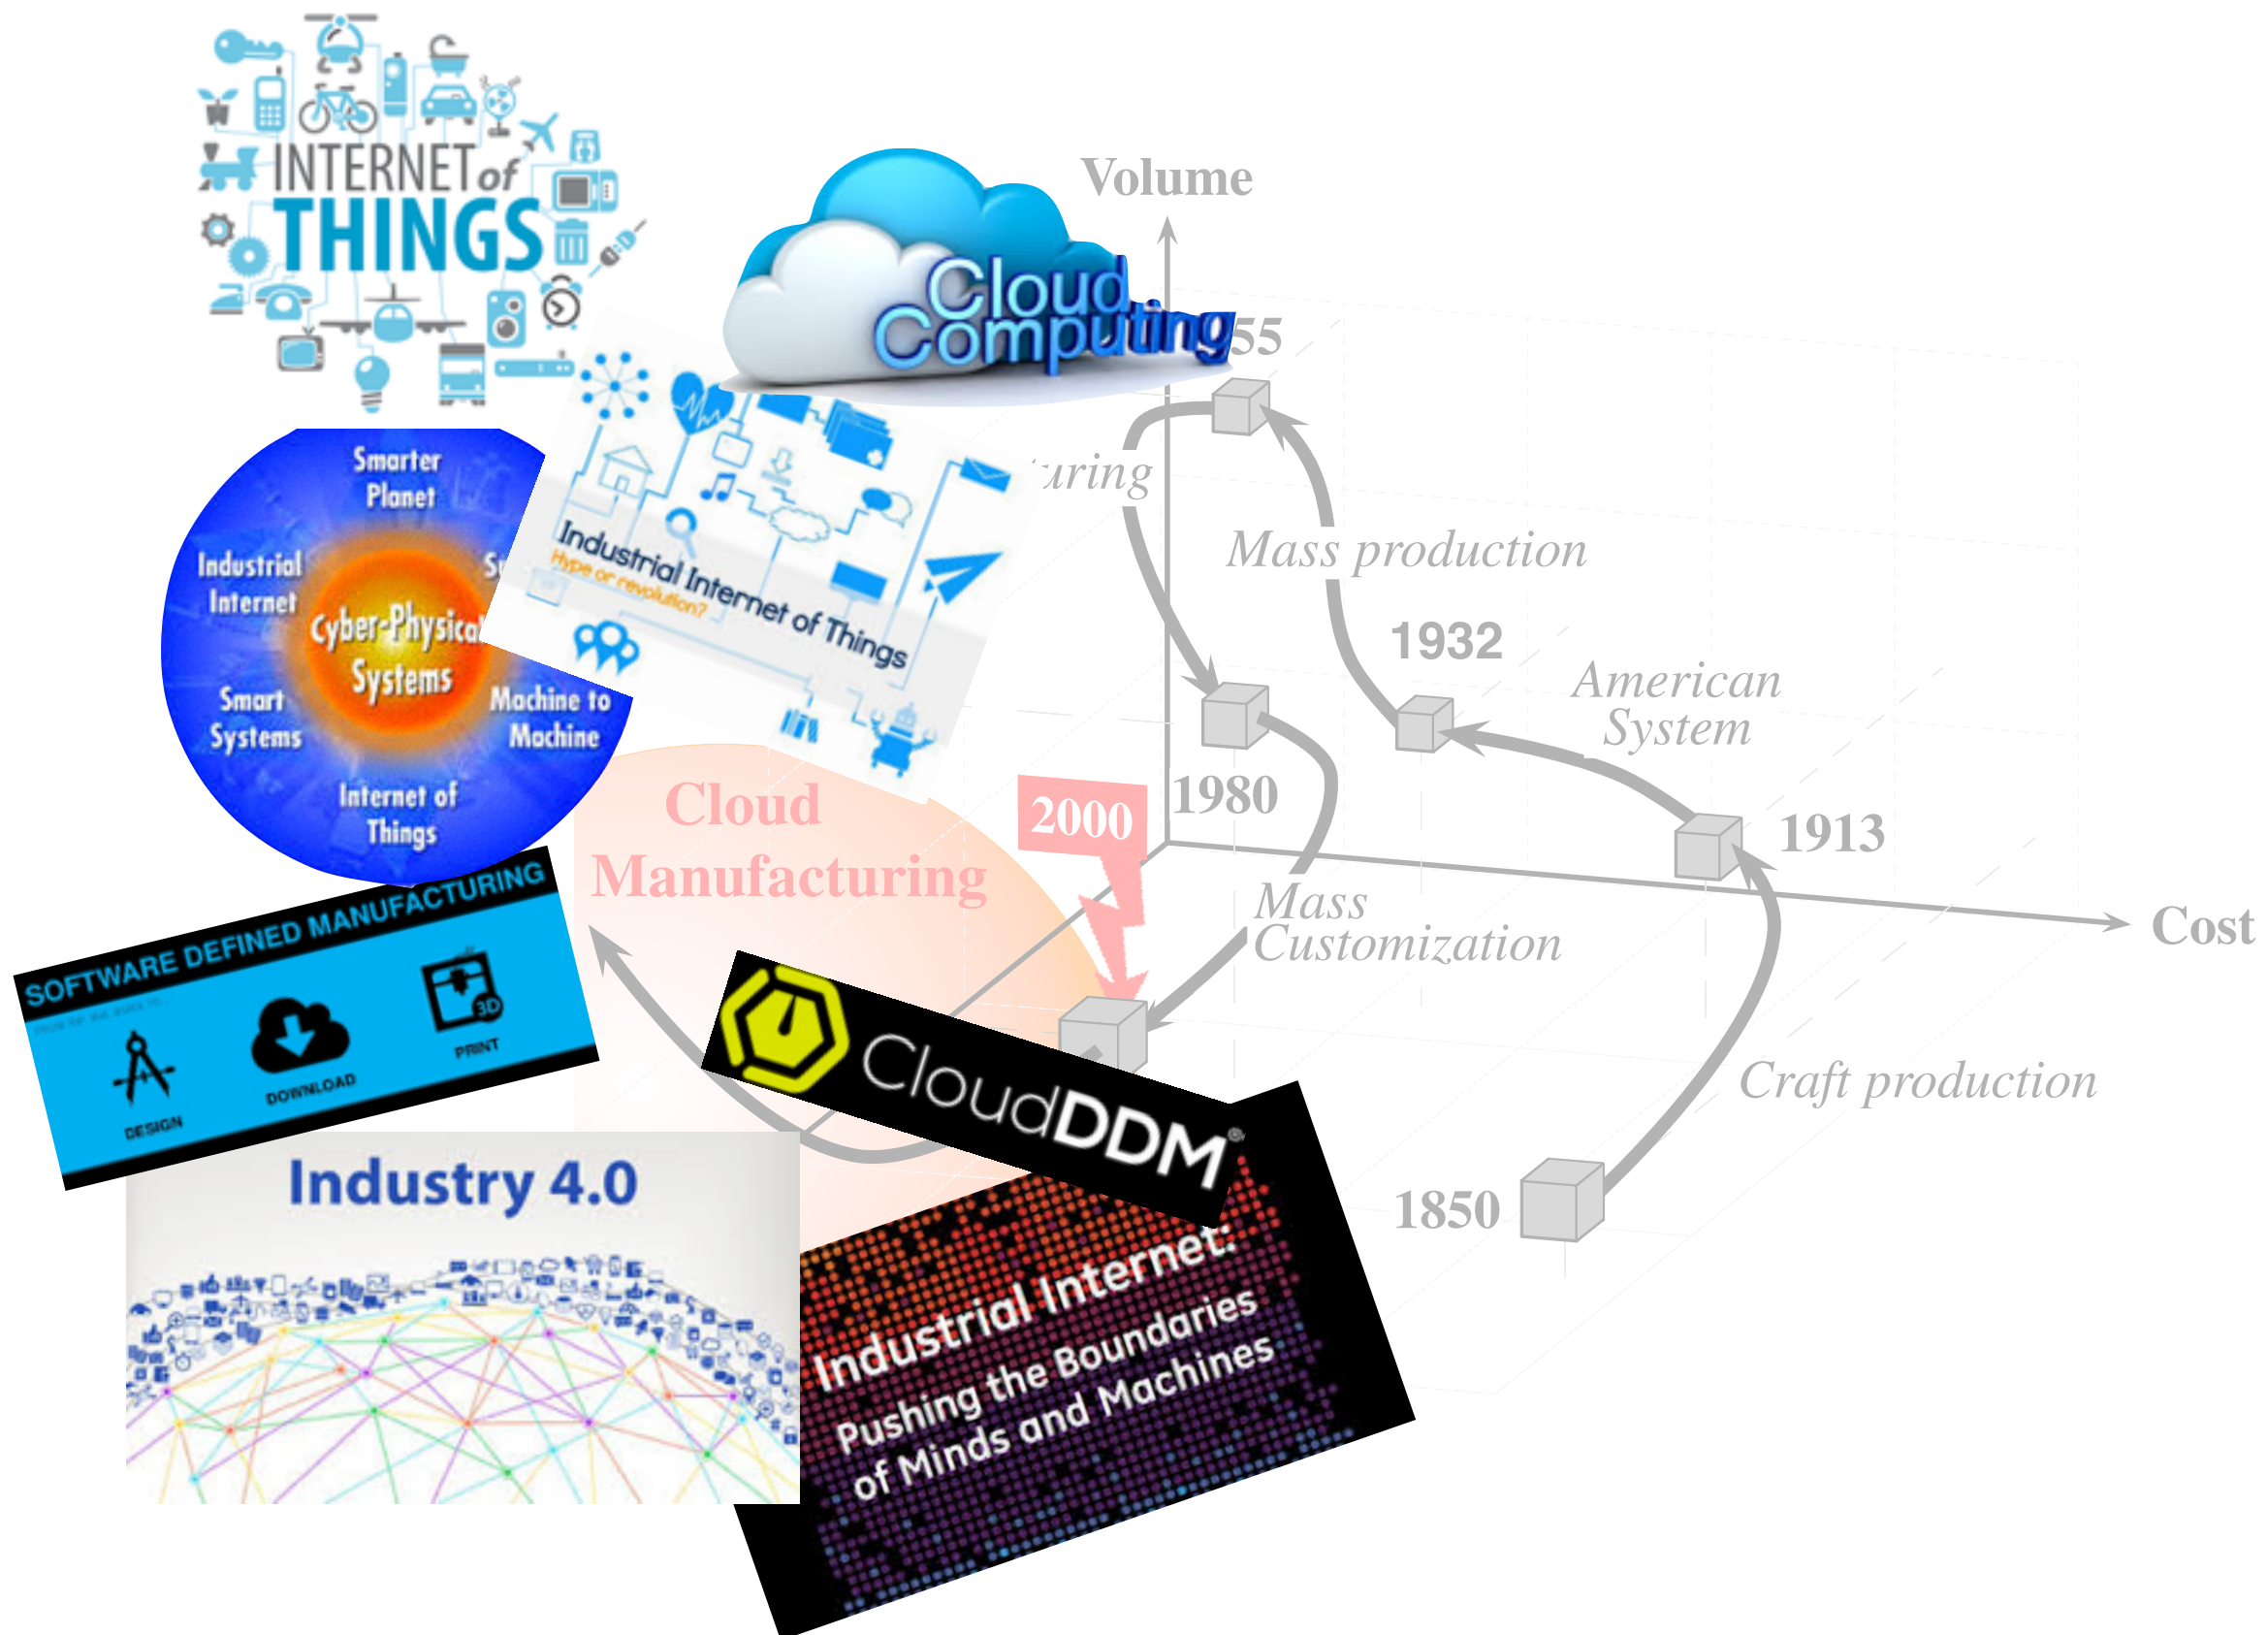 INTERNET of
THINGS
Cloud
Computing
Volume
55
Smarter
Planet
Industrial
Internet
Cyber-Physical
Systems
Smart
Systems
Machine to
Machine
Internet of
Things
Industrial Internet of Things
Hype or revolution?
uring
Mass production
1932
American
System
1980
1913
Cost
Cloud
Manufacturing
2000
Mass
Customization
Craft production
1850
SOFTWARE DEFINED MANUFACTURING
DESIGN
DOWNLOAD
3D
PRINT
CloudDDM®
Industry 4.0
Industrial Internet:
Pushing the Boundaries
of Minds and Machines